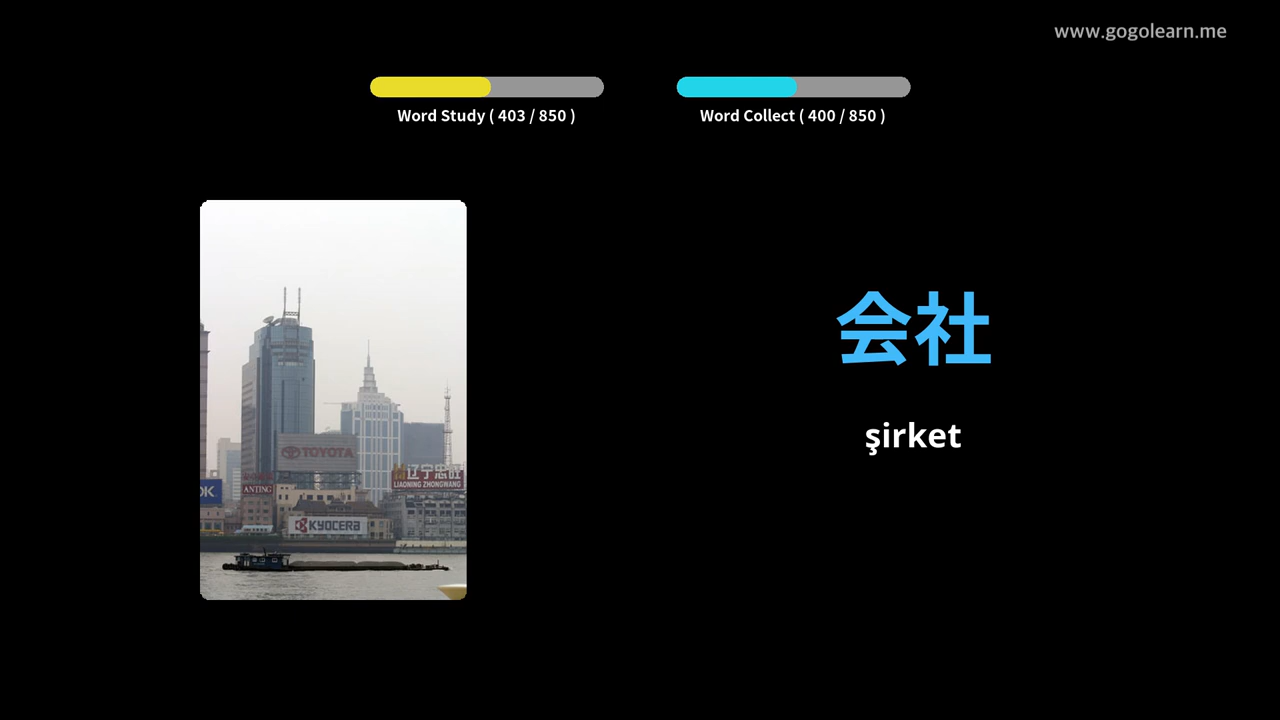 www.gogolearn.me
Word Study ( 403 / 850 )
Word Collect ( 400 / 850 )
会社
şirket
TOYOTA
辽宁忠旺
LIAONING ZHONGWANG
OK
ANTING
KYOCERA